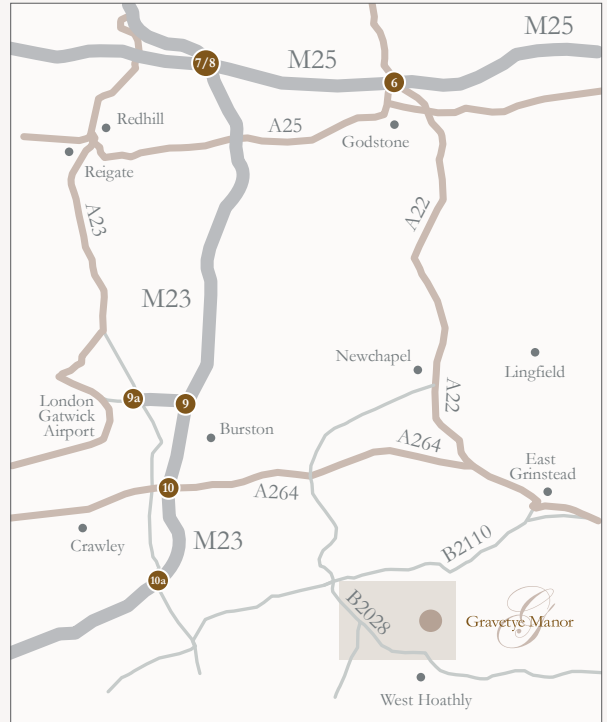 M25
M25
7/8
6
Redhill
A25
Godstone
Reigate
A23
A22
M23
Newchapel
Lingfield
9a
9
London
Gatwick
Airport
A22
Burston
A264
East
Grinstead
10
A264
Crawley
M23
B2110
10a
B2028
G
Gravetye Manor
West Hoathly